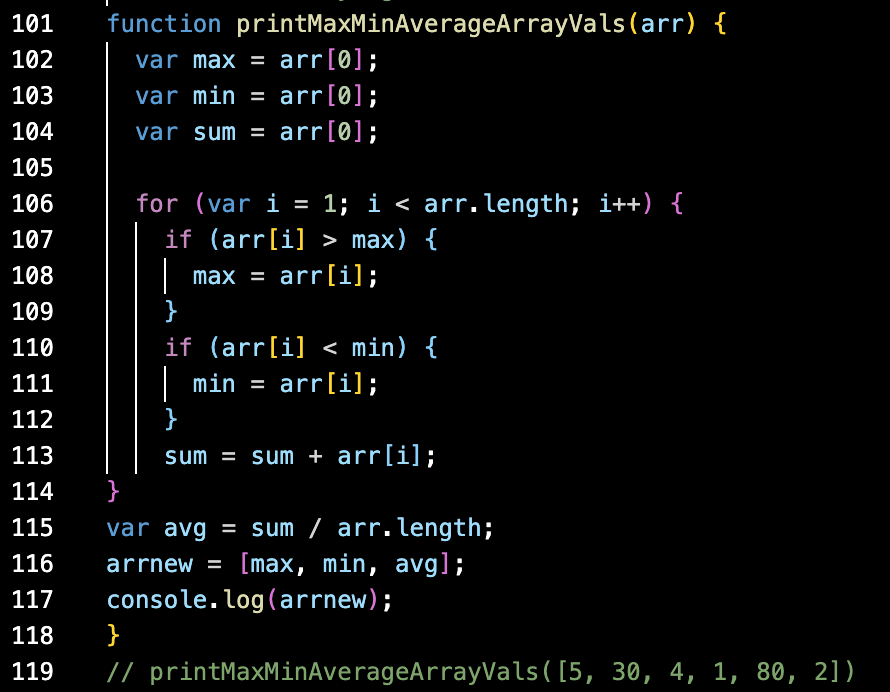 101 function printMaxMinAverageArrayVals(arr) {
102 var max = arr[0];
103 var min = arr[0];
104 var sum = arr[0];
105
106 for (var i = 1; i < arr.length; i++) {
107 if (arr[i] > max) {
108 max = arr[i];
109 }
110 if (arr[i] < min) {
111 min = arr[i];
112 }
113 sum = sum + arr[i];
114 }
115 var avg = sum / arr.length;
116 arrnew = [max, min, avg];
117 console.log(arrnew);
118 }
119 // printMaxMinAverageArrayVals([5, 30, 4, 1, 80, 2])